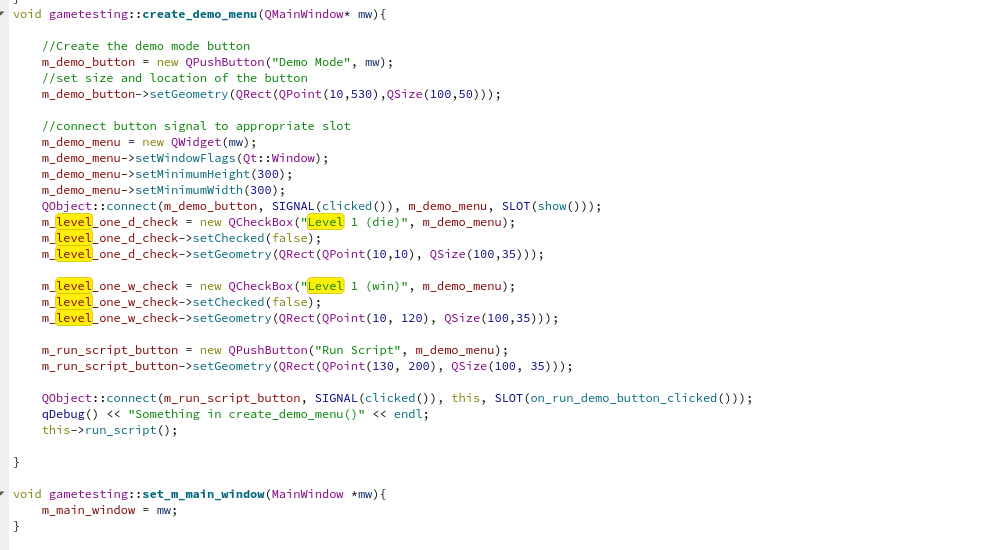 void gametesting::create_demo_menu(QMainWindow* mw){
//Create the demo mode button
m_demo_button = new QPushButton("Demo Mode", mw);
//set size and location of the button
m_demo_button->setGeometry(QRect(QPoint(10,530),QSize(100,50)));
//connect button signal to appropriate slot
m_demo_menu = new QWidget(mw);
m_demo_menu->setWindowFlags(Qt::Window);
m_demo_menu->setMinimumHeight(300);
m_demo_menu->setMinimumWidth(300);
QObject::connect(m_demo_button, SIGNAL(clicked()), m_demo_menu, SLOT(show()));
m_level_one_d_check = new QCheckBox("Level 1 (die)", m_demo_menu);
m_level_one_d_check->setChecked(false);
m_level_one_d_check->setGeometry(QRect(QPoint(10,10), QSize(100,35)));
m_level_one_w_check = new QCheckBox("Level 1 (win)", m_demo_menu);
m_level_one_w_check->setChecked(false);
m_level_one_w_check->setGeometry(QRect(QPoint(10, 120), QSize(100,35)));
m_run_script_button = new QPushButton("Run Script", m_demo_menu);
m_run_script_button->setGeometry(QRect(QPoint(130, 200), QSize(100, 35)));
QObject::connect(m_run_script_button, SIGNAL(clicked()), this, SLOT(on_run_demo_button_clicked()));
qDebug() << "Something in create_demo_menu()" << endl;
this->run_script();
}
void gametesting::set_m_main_window(MainWindow *mw){
m_main_window = mw;
}